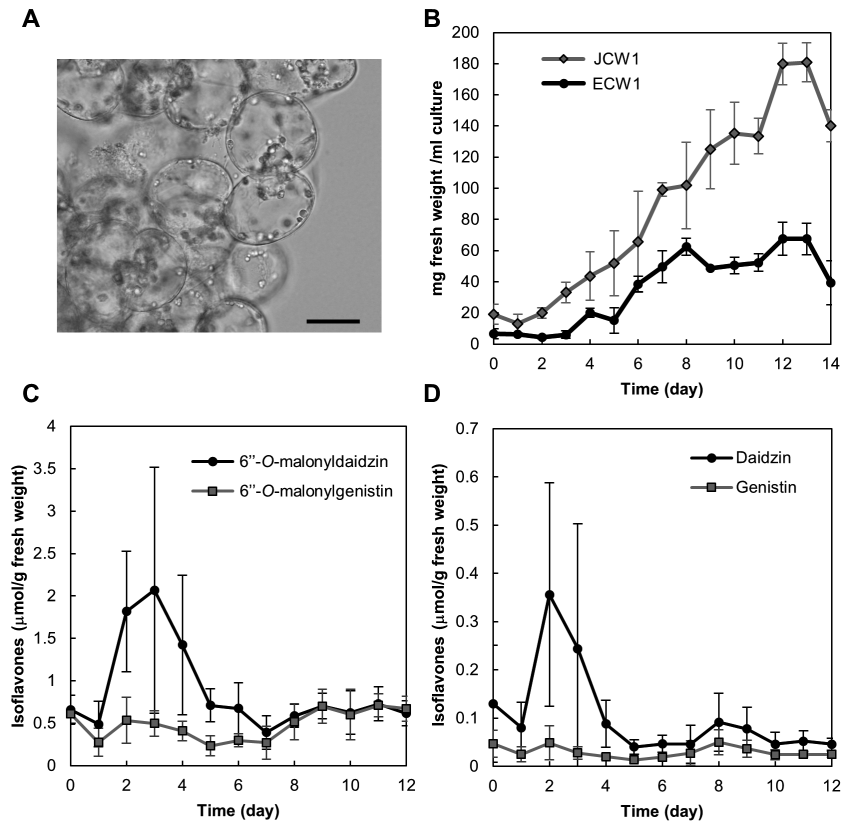 A
B
mg fresh weight /ml culture
200
180
160
140
120
100
80
60
40
20
0
JCW1
ECW1
0 2 4 6 8 10 12 14
Time (day)
C
Isoflavones (μmol/g fresh weight)
4
3.5
3
2.5
2
1.5
1
0.5
0
6’’-O-malonyldaidzin
6’’-O-malonylgenistin
0 2 4 6 8 10 12
Time (day)
D
Isoflavones (μmol/g fresh weight)
0.7
0.6
0.5
0.4
0.3
0.2
0.1
0
Daidzin
Genistin
0 2 4 6 8 10 12
Time (day)